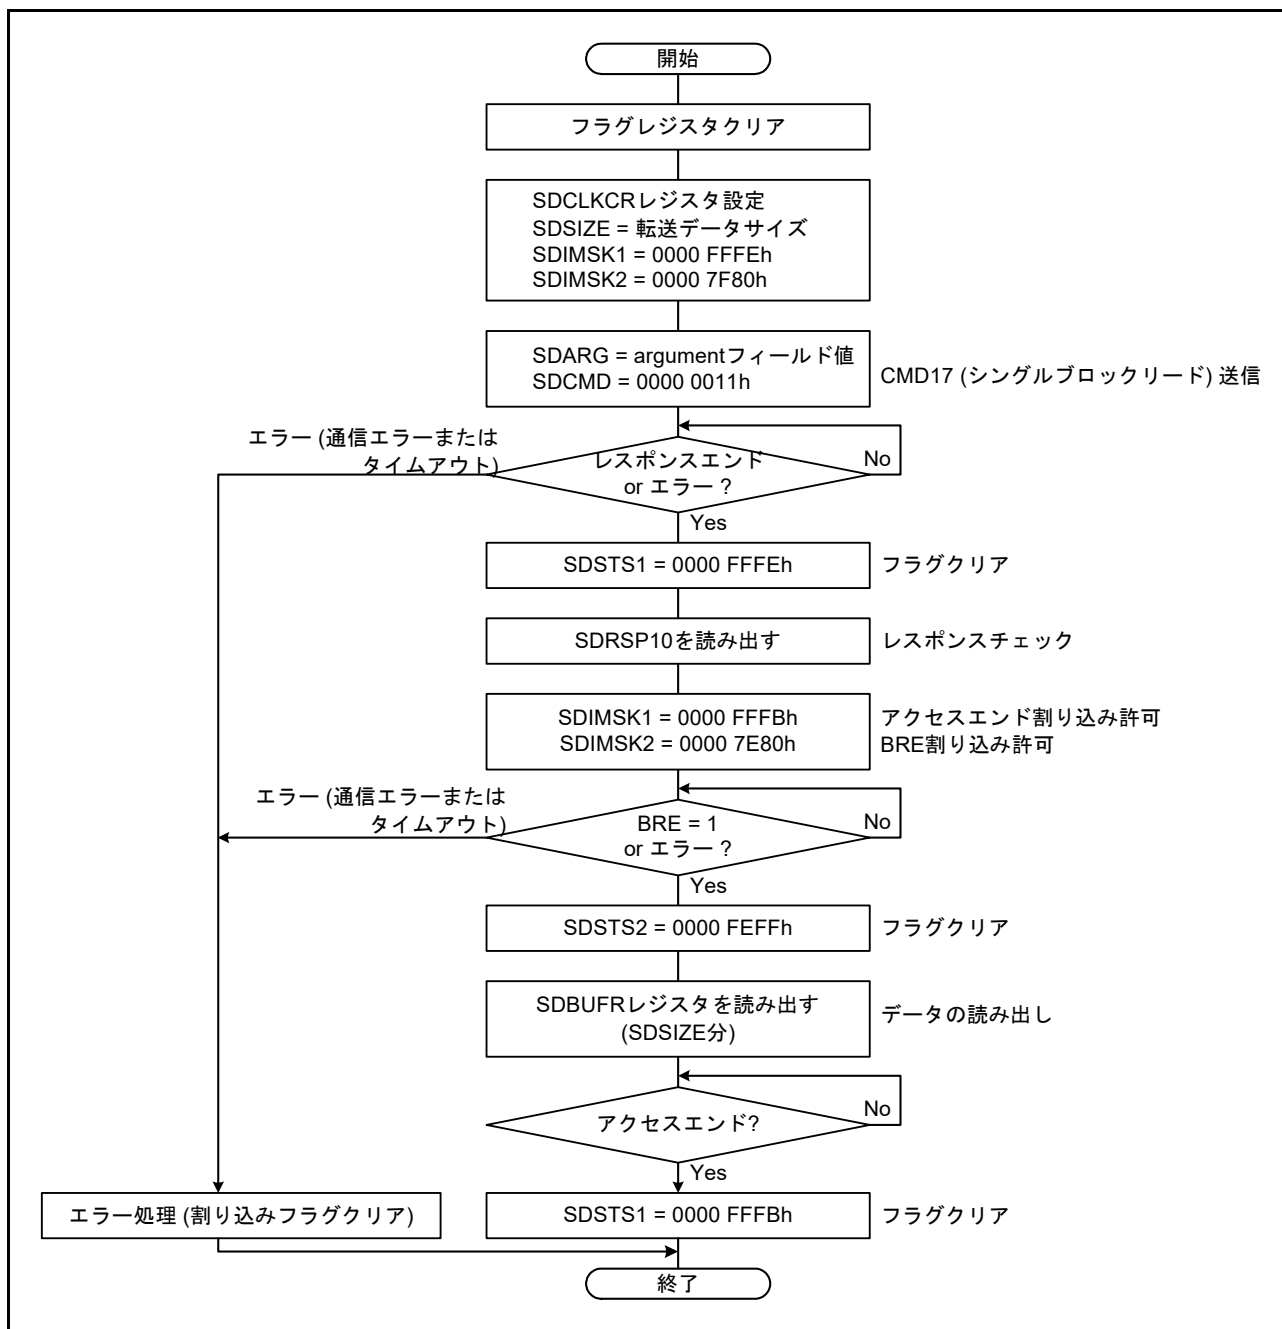 開始
フラグレジスタクリア
SDCLKCRレジスタ設定
SDSIZE = 転送データサイズ
SDIMSK1 = 0000 FFFEh
SDIMSK2 = 0000 7F80h
SDARG = argumentフィールド値
SDCMD = 0000 0011h
CMD17 (シングルブロックリード) 送信
エラー (通信エラーまたは
タイムアウト)
レスポンスエンド
or エラー ?
No
Yes
SDSTS1 = 0000 FFFEh
フラグクリア
SDRSP10を読み出す
レスポンスチェック
SDIMSK1 = 0000 FFFBh
SDIMSK2 = 0000 7E80h
アクセスエンド割り込み許可
BRE割り込み許可
エラー (通信エラーまたは
タイムアウト)
BRE = 1
or エラー ?
No
Yes
SDSTS2 = 0000 FEFFh
フラグクリア
SDBUFRレジスタを読み出す
(SDSIZE分)
データの読み出し
アクセスエンド?
No
Yes
エラー処理 (割り込みフラグクリア)
SDSTS1 = 0000 FFFBh
フラグクリア
終了